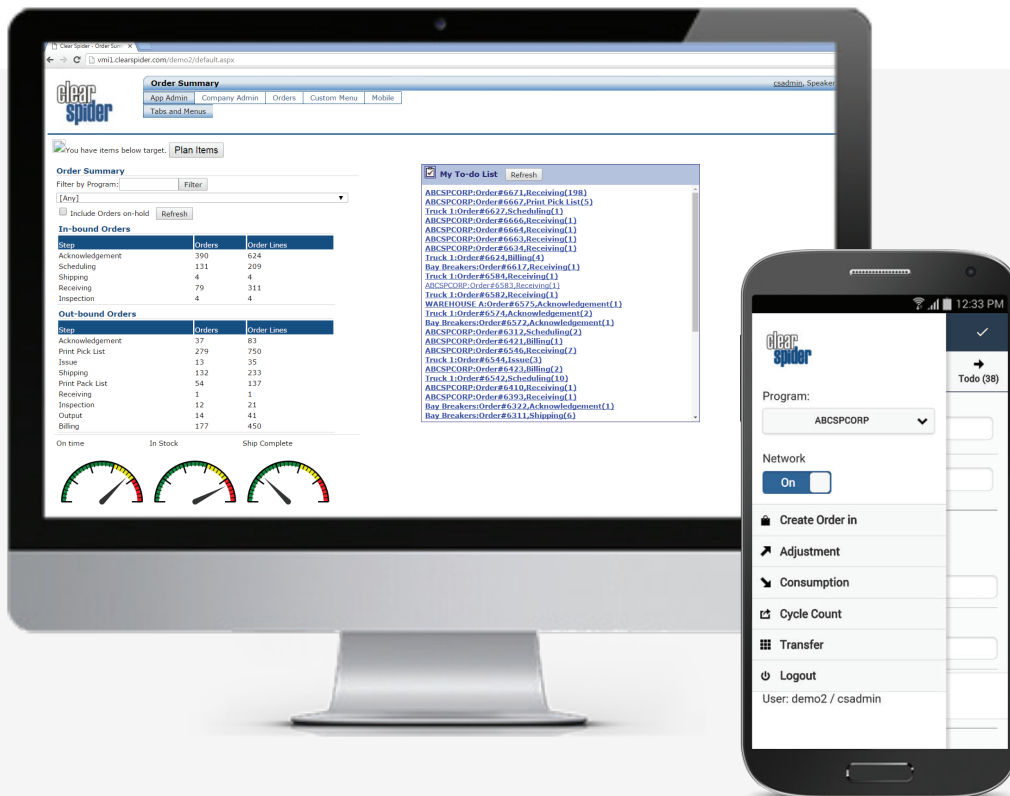 Clear Spider - Order Sum
vmi1.clearspider.com/demo2/default.aspx
clear spider
Order Summary
csadmin, Speaker
App Admin Company Admin Orders Custom Menu Mobile
Tabs and Menus
You have items below target. Plan Items
Order Summary
Filter by Program: Filter
[Any]
Include Orders on-hold Refresh
In-bound Orders
Step Orders Order Lines
Acknowledgement 390 624
Scheduling 131 209
Shipping 4 4
Receiving 79 311
Inspection 4 4
Out-bound Orders
Step Orders Order Lines
Acknowledgement 37 83
Print Pick List 279 750
Issue 13 35
Shipping 132 233
Print Pack List 54 137
Receiving 1 1
Inspection 12 21
Output 14 41
Billing 177 450
On time In Stock Ship Complete
My To-do List Refresh
ABCSPCORP:Order#6671,Receiving(198)
ABCSPCORP:Order#6667,Print Pick List(5)
Truck 1:Order#6627,Scheduling(1)
ABCSPCORP:Order#6666,Receiving(1)
ABCSPCORP:Order#6664,Receiving(1)
ABCSPCORP:Order#6663,Receiving(1)
ABCSPCORP:Order#6634,Receiving(1)
Truck 1:Order#6624,Billing(4)
Bay Breakers:Order#6617,Receiving(1)
Truck 1:Order#6584,Receiving(1)
ABCSPCORP:Order#6583,Receiving(1)
Truck 1:Order#6582,Receiving(1)
WAREHOUSE A:Order#6575,Acknowledgement(1)
Truck 1:Order#6574,Acknowledgement(2)
Bay Breakers:Order#6572,Acknowledgement(1)
ABCSPCORP:Order#6312,Scheduling(2)
ABCSPCORP:Order#6421,Billing(1)
ABCSPCORP:Order#6546,Receiving(7)
Truck 1:Order#6544,Issue(3)
ABCSPCORP:Order#6423,Billing(2)
Truck 1:Order#6542,Scheduling(10)
ABCSPCORP:Order#6410,Receiving(1)
ABCSPCORP:Order#6393,Receiving(1)
Bay Breakers:Order#6322,Acknowledgement(1)
Bay Breakers:Order#6311,Shipping(6)
12:33 PM
clear spider
Todo (38)
Program:
ABCSPCORP
Network
On
Create Order in
Adjustment
Consumption
Cycle Count
Transfer
Logout
User: demo2 / csadmin